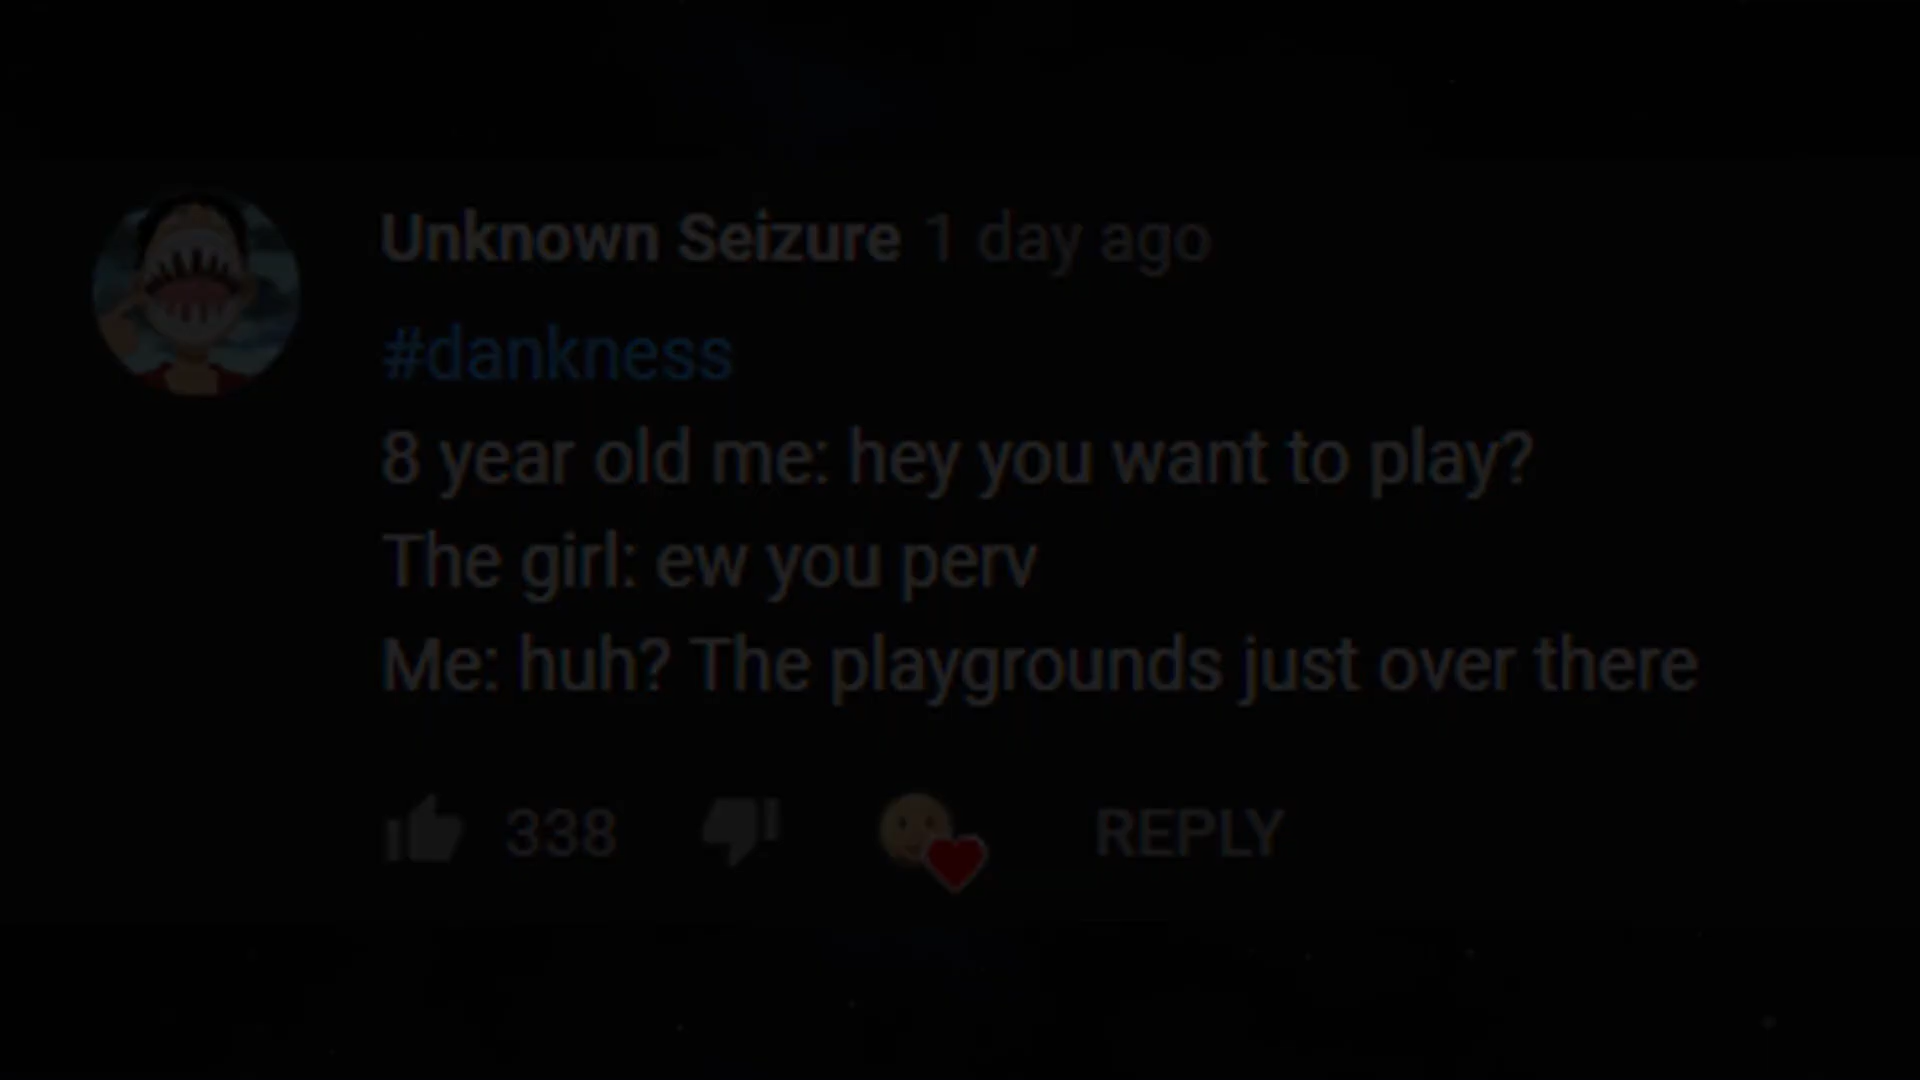 Unknown Seizure 1 day ago
#dankness
8 year old me: hey you want to play?
The girl: ew you perv
Me: huh? The playgrounds just over there
338 REPLY